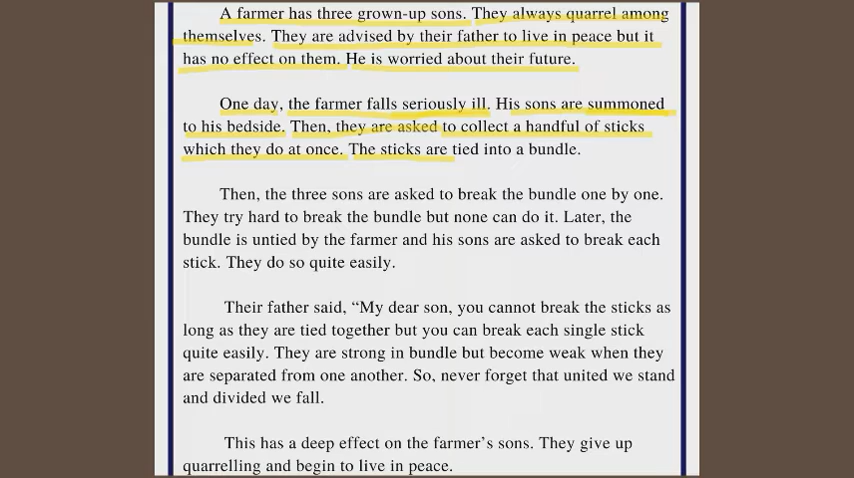 A farmer has three grown-up sons. They always quarrel among
themselves. They are advised by their father to live in peace but it
has no effect on them. He is worried about their future.
One day, the farmer falls seriously ill. His sons are summoned
to his bedside. Then, they are asked to collect a handful of sticks
which they do at once. The sticks are tied into a bundle.
Then, the three sons are asked to break the bundle one by one.
They try hard to break the bundle but none can do it. Later, the
bundle is untied by the farmer and his sons are asked to break each
stick. They do so quite easily.
Their father said, “My dear son, you cannot break the sticks as
long as they are tied together but you can break each single stick
quite easily. They are strong in bundle but become weak when they
are separated from one another. So, never forget that united we stand
and divided we fall.
This has a deep effect on the farmer’s sons. They give up
quarrelling and begin to live in peace.